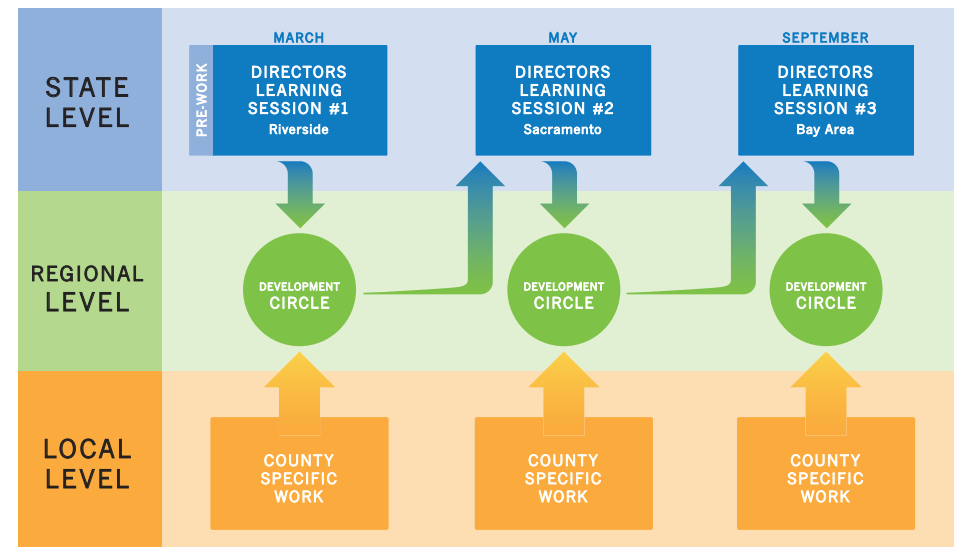 STATE
LEVEL
MARCH
PRE-WORK
DIRECTORS
LEARNING
SESSION #1
Riverside
MAY
DIRECTORS
LEARNING
SESSION #2
Sacramento
SEPTEMBER
DIRECTORS
LEARNING
SESSION #3
Bay Area
REGIONAL
LEVEL
DEVELOPMENT
CIRCLE
DEVELOPMENT
CIRCLE
DEVELOPMENT
CIRCLE
LOCAL
LEVEL
COUNTY
SPECIFIC
WORK
COUNTY
SPECIFIC
WORK
COUNTY
SPECIFIC
WORK